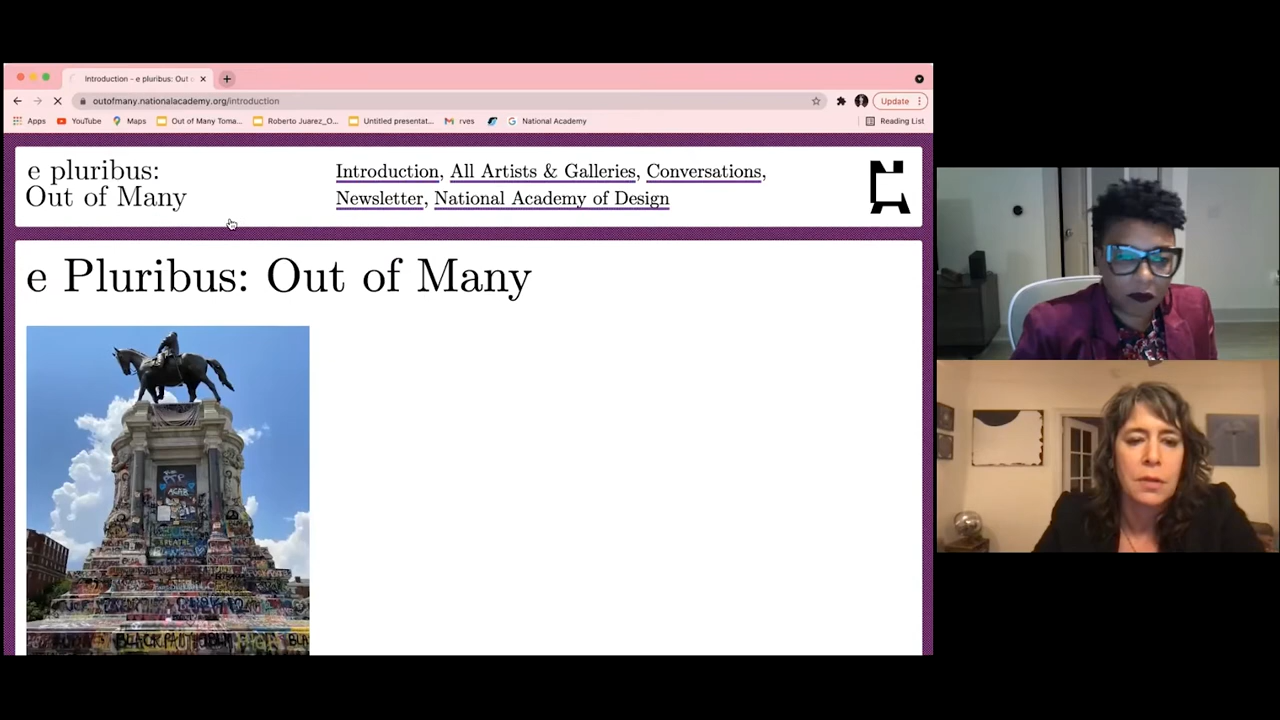 Introduction - e pluribus: Out o
outofmany.nationalacademy.org/introduction
Update
Apps YouTube Maps Out of Many Toma... Roberto Juarez_O... Untitled presentat... rves National Academy Reading List
e pluribus: Out of Many
Introduction, All Artists & Galleries, Conversations,
Newsletter, National Academy of Design
e Pluribus: Out of Many
ACAB
BLACK